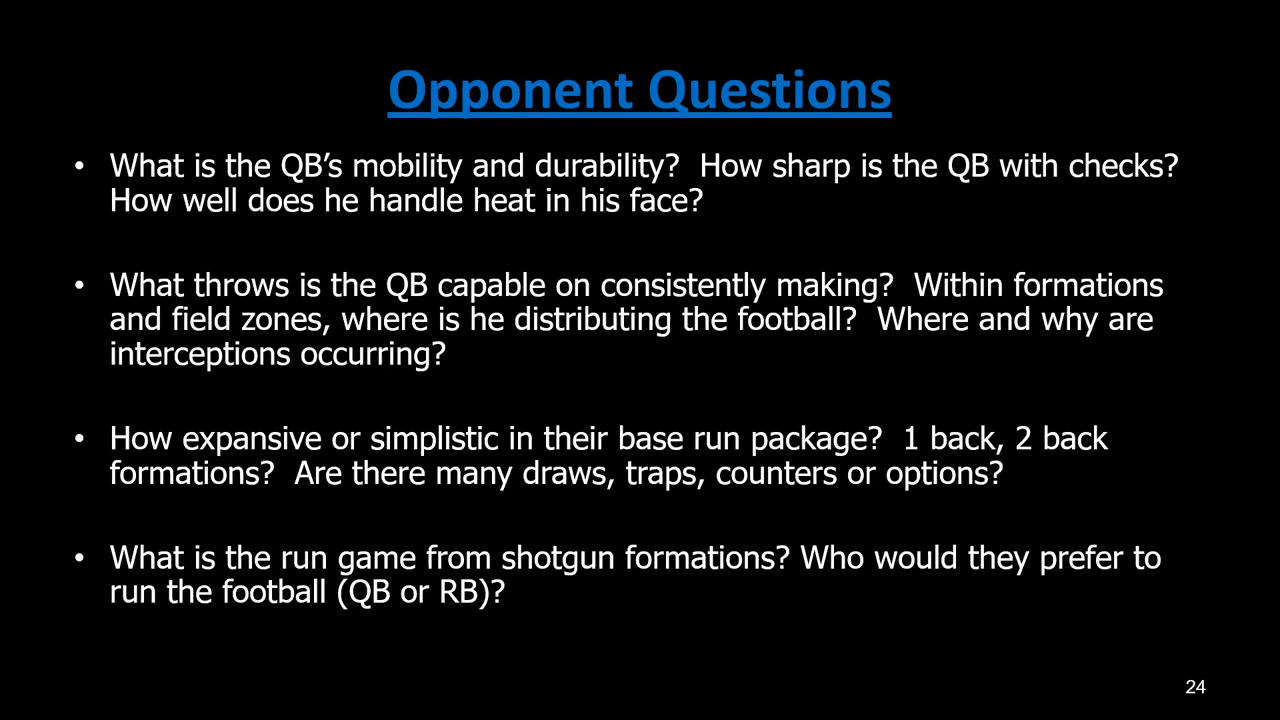 Opponent Questions
• What is the QB’s mobility and durability?  How sharp is the QB with checks?
How well does he handle heat in his face?
• What throws is the QB capable on consistently making?  Within formations
and field zones, where is he distributing the football?  Where and why are
interceptions occurring?
• How expansive or simplistic in their base run package?  1 back, 2 back
formations?  Are there many draws, traps, counters or options?
• What is the run game from shotgun formations? Who would they prefer to
run the football (QB or RB)?
24